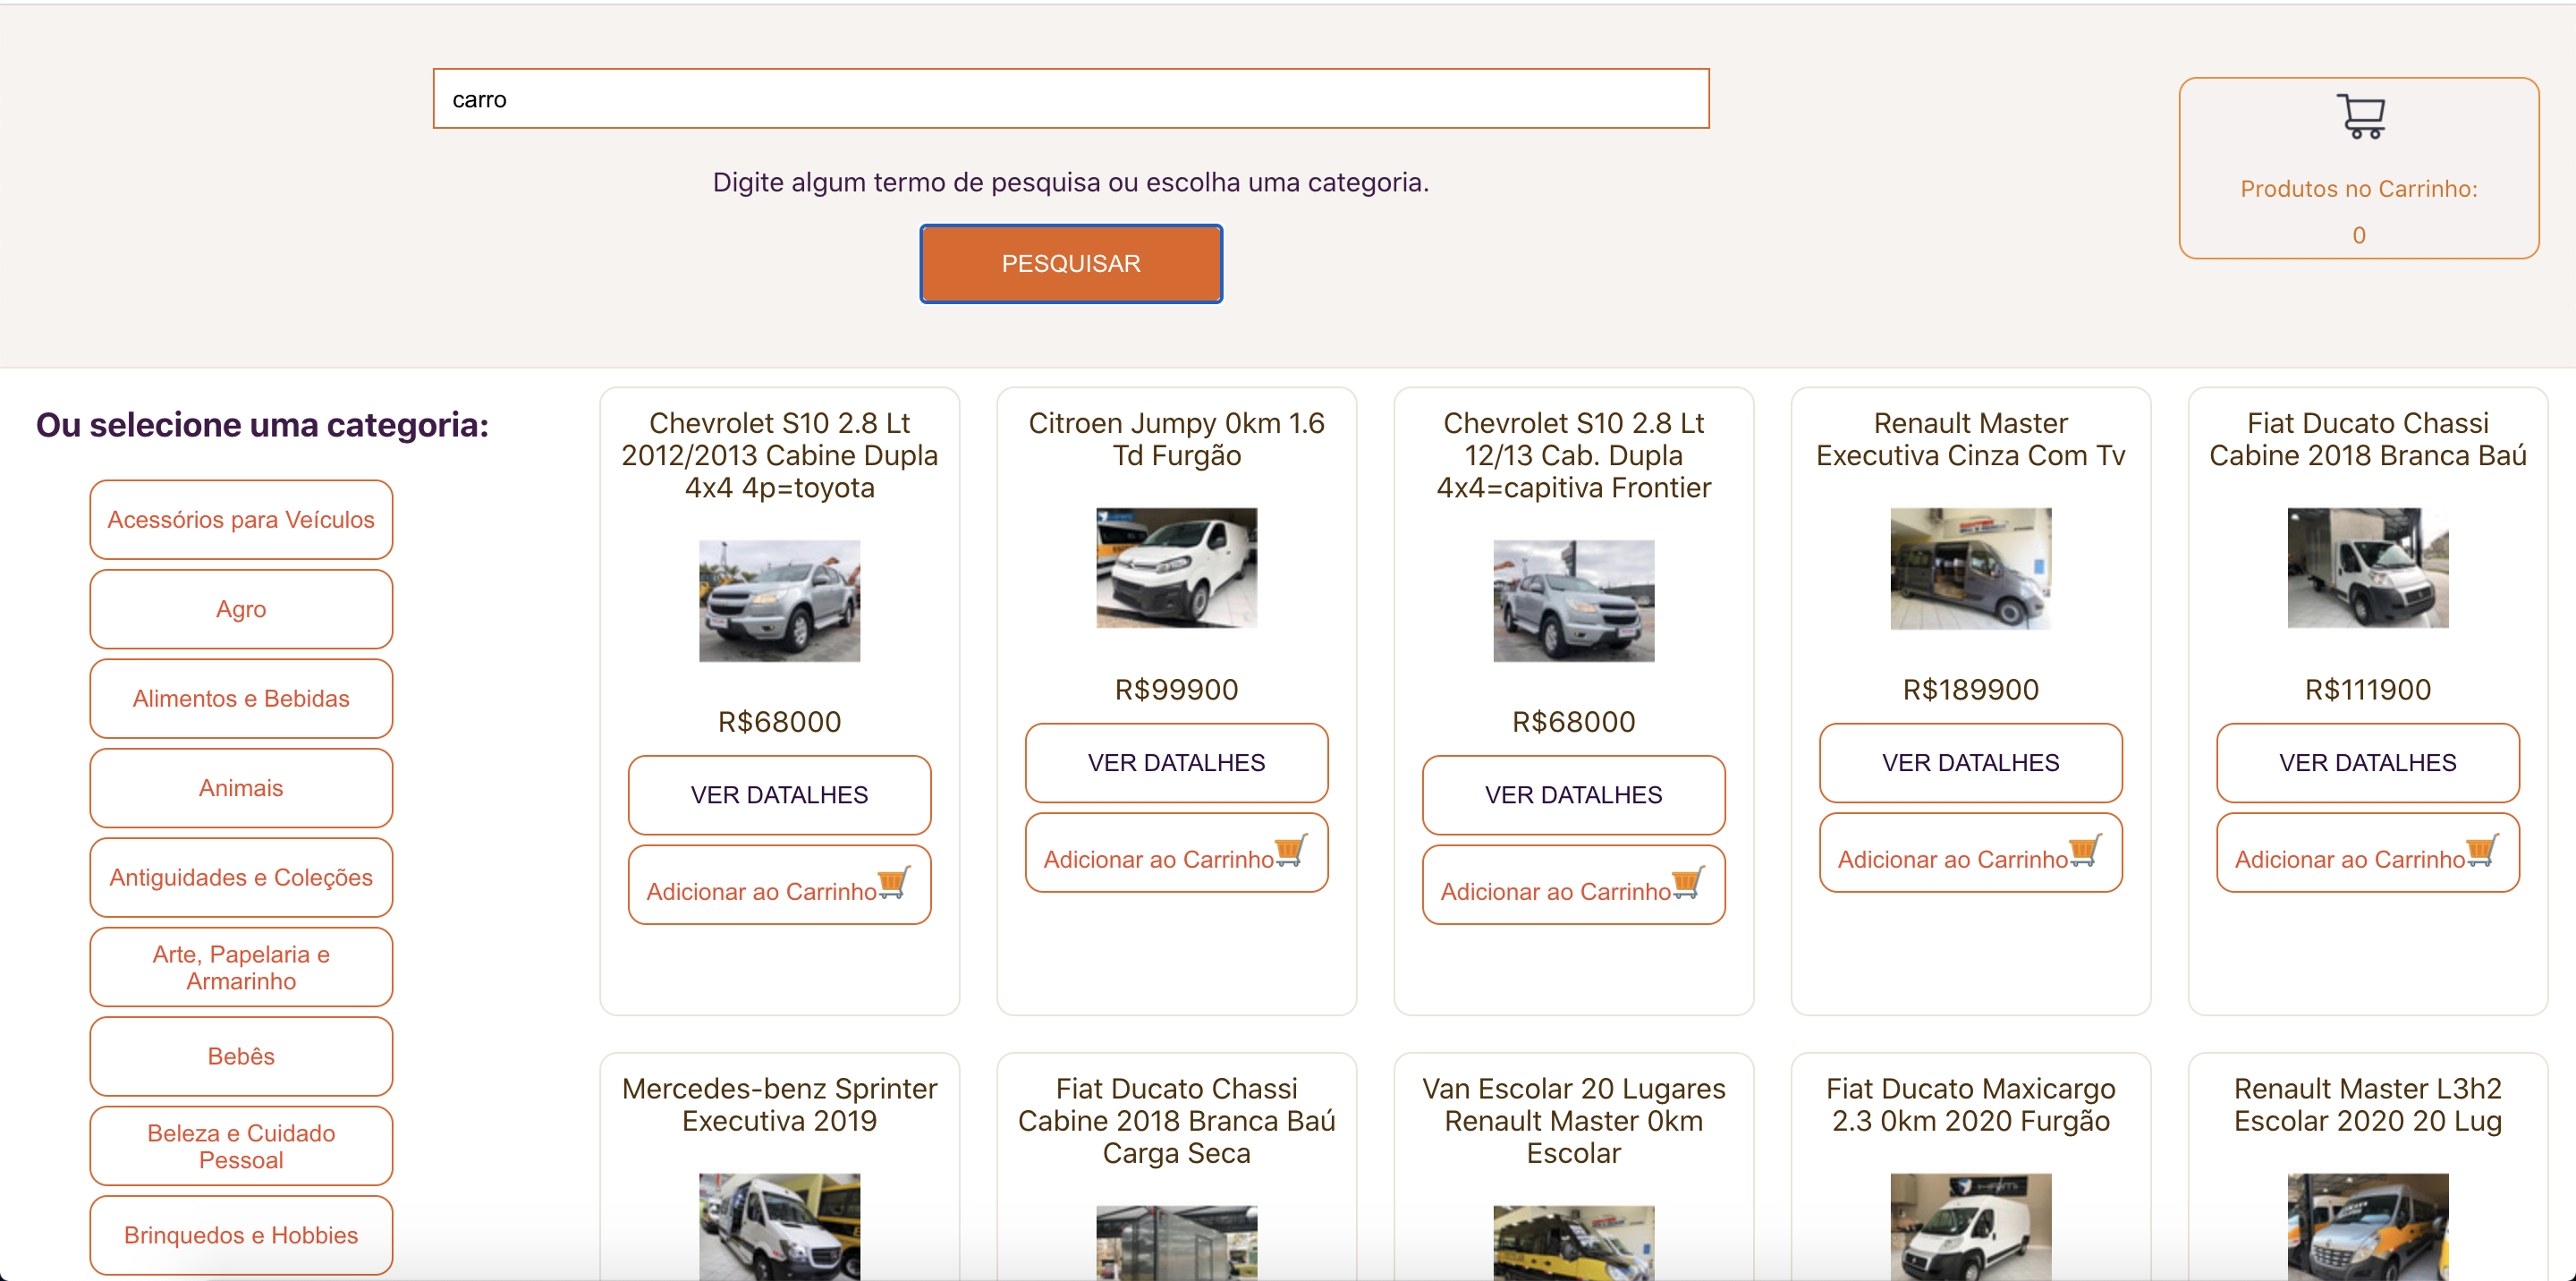 carro
Digite algum termo de pesquisa ou escolha uma categoria.
PESQUISAR
Produtos no Carrinho:
0
Ou selecione uma categoria:
Acessórios para Veículos
Agro
Alimentos e Bebidas
Animais
Antiguidades e Coleções
Arte, Papelaria e
Armarinho
Bebês
Beleza e Cuidado
Pessoal
Brinquedos e Hobbies
Chevrolet S10 2.8 Lt
2012/2013 Cabine Dupla
4x4 4p=toyota
R$68000
VER DATALHES
Adicionar ao Carrinho
Citroen Jumpy 0km 1.6
Td Furgão
R$99900
VER DATALHES
Adicionar ao Carrinho
Chevrolet S10 2.8 Lt
12/13 Cab. Dupla
4x4=capitiva Frontier
R$68000
VER DATALHES
Adicionar ao Carrinho
Renault Master
Executiva Cinza Com Tv
R$189900
VER DATALHES
Adicionar ao Carrinho
Fiat Ducato Chassi
Cabine 2018 Branca Baú
R$111900
VER DATALHES
Adicionar ao Carrinho
Mercedes-benz Sprinter
Executiva 2019
Fiat Ducato Chassi
Cabine 2018 Branca Baú
Carga Seca
Van Escolar 20 Lugares
Renault Master 0km
Escolar
Fiat Ducato Maxicargo
2.3 0km 2020 Furgão
Renault Master L3h2
Escolar 2020 20 Lug